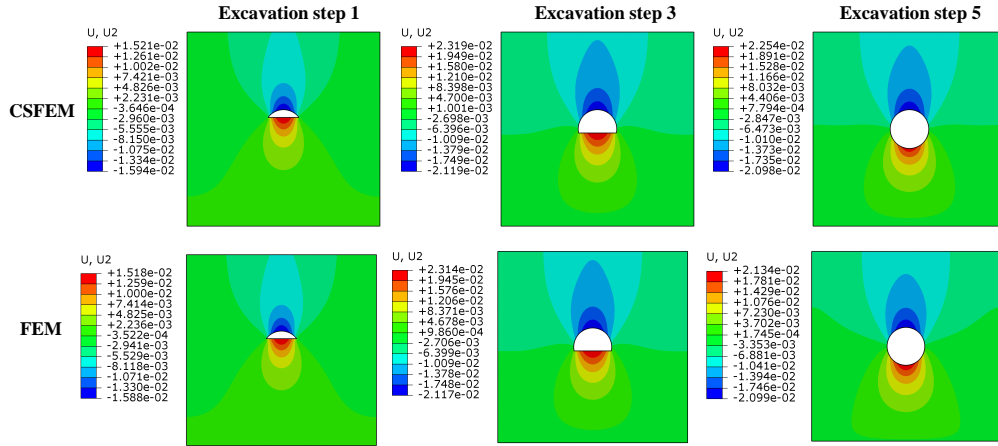 Excavation step 1
Excavation step 3
Excavation step 5
CSFEM
U, U2
+1.521e-02
+1.261e-02
+1.002e-02
+7.421e-03
+4.826e-03
+2.231e-03
-3.646e-04
-2.960e-03
-5.555e-03
-8.150e-03
-1.075e-02
-1.334e-02
-1.594e-02
U, U2
+2.319e-02
+1.949e-02
+1.580e-02
+1.210e-02
+8.398e-03
+4.700e-03
+1.001e-03
-2.698e-03
-6.396e-03
-1.009e-02
-1.379e-02
-1.749e-02
-2.119e-02
U, U2
+2.254e-02
+1.891e-02
+1.528e-02
+1.166e-02
+8.032e-03
+4.406e-03
+7.794e-04
-2.847e-03
-6.473e-03
-1.010e-02
-1.373e-02
-1.735e-02
-2.098e-02
FEM
U, U2
+1.518e-02
+1.259e-02
+1.000e-02
+7.414e-03
+4.825e-03
+2.236e-03
-3.522e-04
-2.941e-03
-5.529e-03
-8.118e-03
-1.071e-02
-1.330e-02
-1.588e-02
U, U2
+2.314e-02
+1.945e-02
+1.576e-02
+1.206e-02
+8.371e-03
+4.678e-03
+9.860e-04
-2.706e-03
-6.399e-03
-1.009e-02
-1.378e-02
-1.748e-02
-2.117e-02
U, U2
+2.134e-02
+1.781e-02
+1.429e-02
+1.076e-02
+7.230e-03
+3.702e-03
+1.745e-04
-3.353e-03
-6.881e-03
-1.041e-02
-1.394e-02
-1.746e-02
-2.099e-02